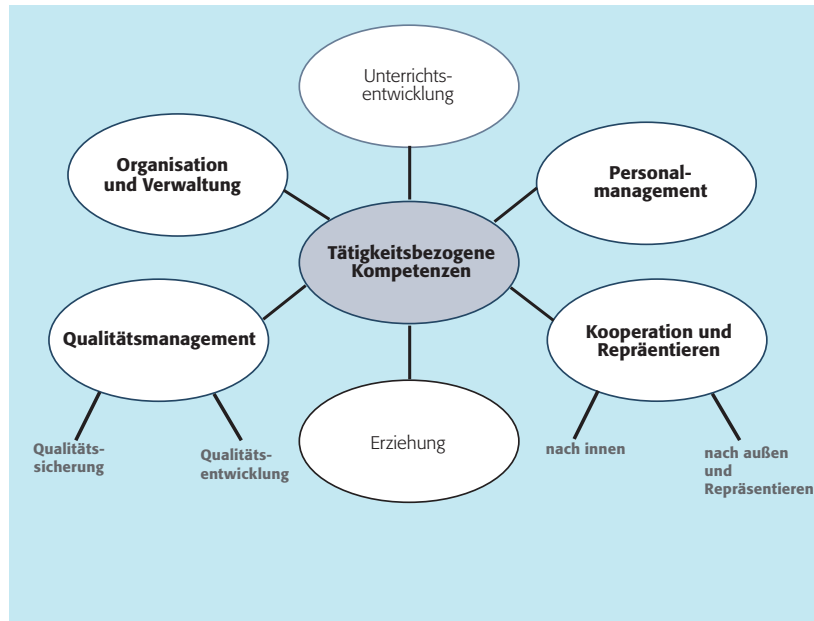 Unterrichts-
entwicklung
Organisation
und Verwaltung
Personal-
management
Tätigkeitsbezogene
Kompetenzen
Qualitätsmanagement
Kooperation und
Repräentieren
Erziehung
Qualitäts-
sicherung
Qualitäts-
entwicklung
nach innen
nach außen
und
Repräsentieren